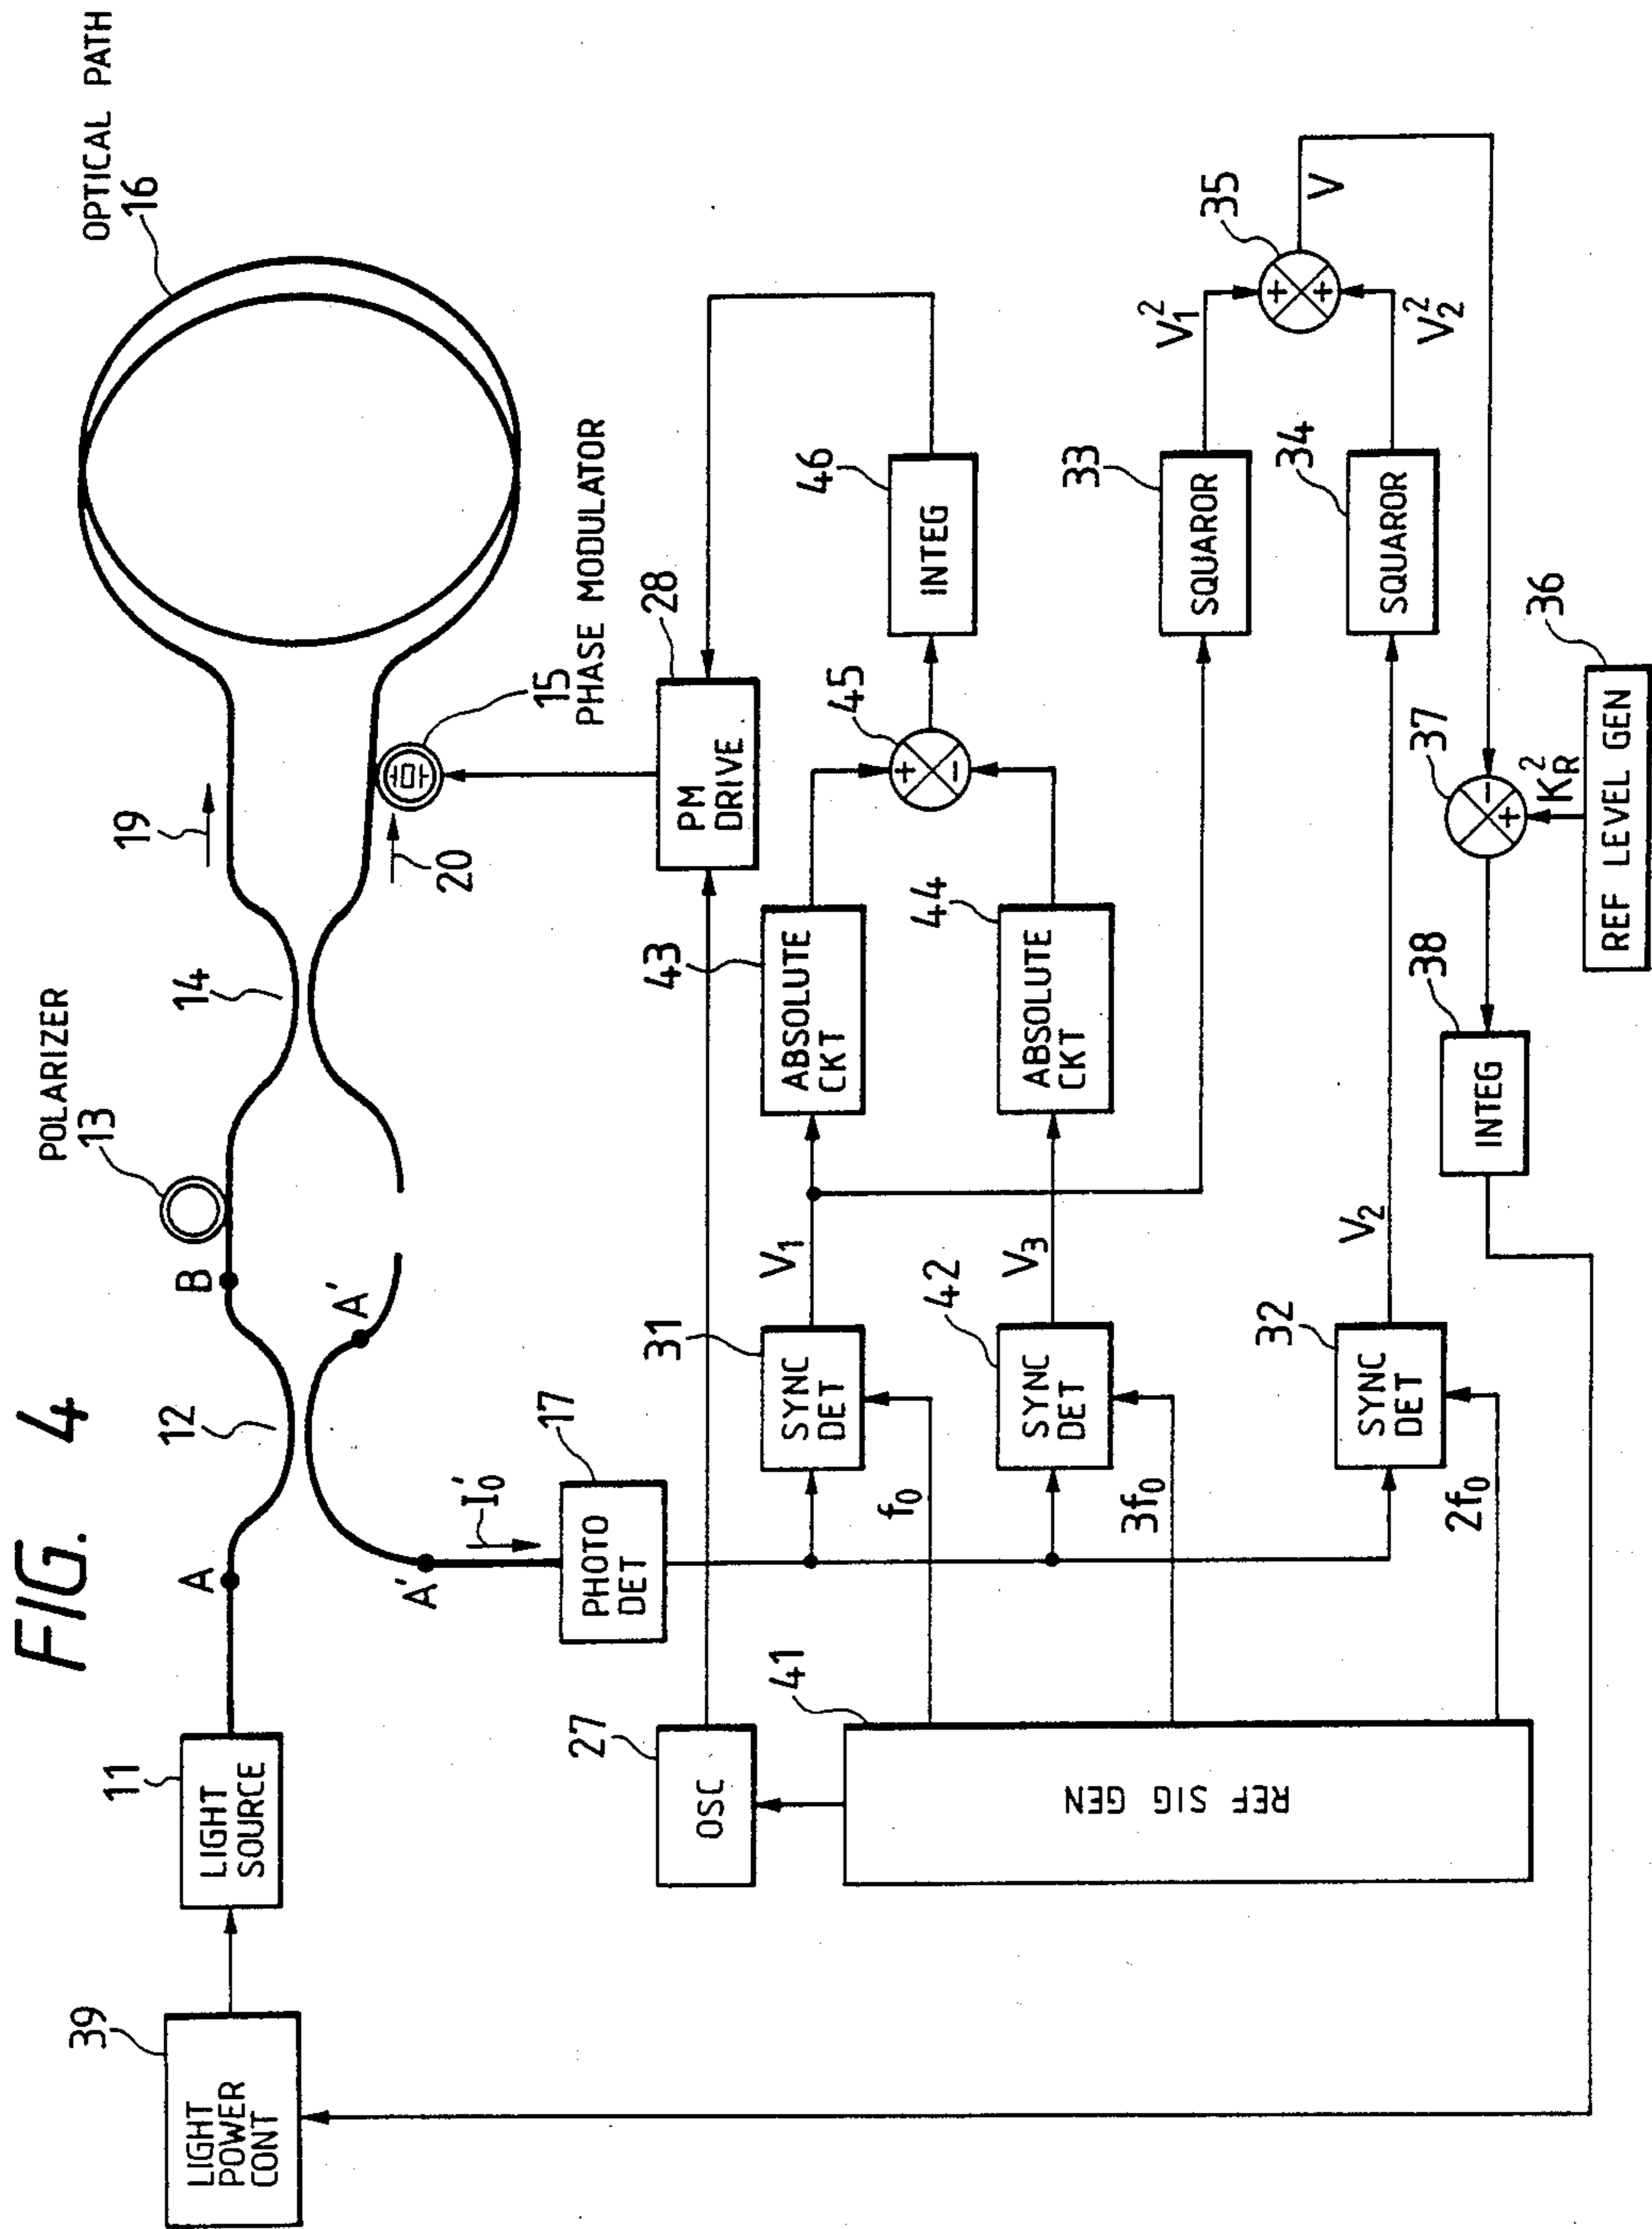 FIG. 4
39
LIGHT
POWER
CONT
11
LIGHT
SOURCE
A
12
B
POLARIZER
13
14
19
20
OPTICAL PATH
16
15
PHASE MODULATOR
A'
A'
I'0
17
PHOTO
DET
27
OSC
28
PM
DRIVE
41
REF SIG GEN
f0
3f0
2f0
31
SYNC
DET
V1
42
SYNC
DET
V3
32
SYNC
DET
V2
43
ABSOLUTE
CKT
44
ABSOLUTE
CKT
45
+
-
46
INTEG
33
SQUAROR
V1²
34
SQUAROR
V2²
35
+
+
V
36
REF LEVEL GEN
KR²
37
-
+
38
INTEG